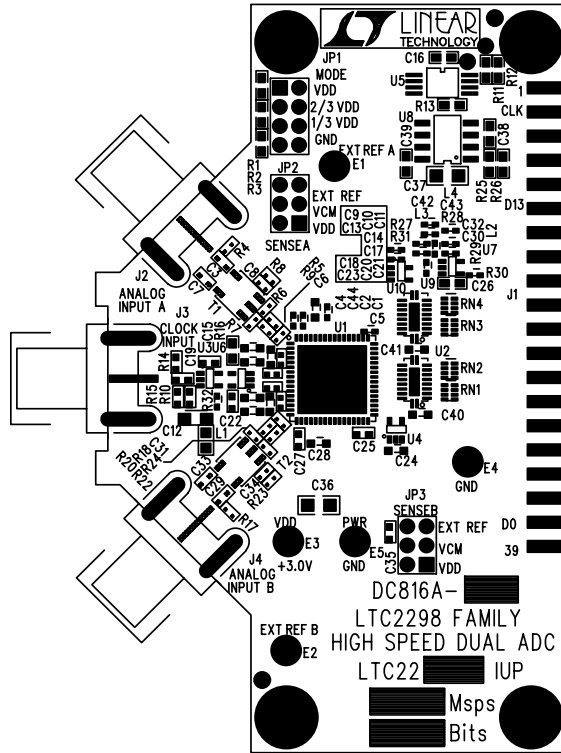 LINEAR
TECHNOLOGY
JP1
MODE
VDD
2/3 VDD
1/3 VDD
GND
C16
U5
R11
R12
R13
U8
C39
C38
1
CLK
R1
R2
R3
JP2
EXT REF A
E1
EXT REF
VCM
VDD
SENSEA
C37
L4
C43
C42
R25
R26
D13
C9
C13
C10
C11
C14
C17
C18
C23
C20
C21
R27
R31
L3
R28
C32
C30
L2
U7
R29
R30
C26
U10
U9
J1
J2
ANALOG
INPUT A
R4
C3
C7
T1
C8
R8
R6
C6
C4
C44
C2
C1
C5
U1
RN4
RN3
J3
CLOCK
INPUT
C15
R16
R14
C19
U3
U6
R15
R10
R32
C12
L1
C22
C41
U2
RN2
RN1
C40
U4
C25
C24
C27
C28
C31
R18
R24
R20
R22
C33
C29
C34
R23
T2
R17
C36
E4
GND
VDD
E3
+3.0V
PWR
E5
GND
JP3
SENSEB
EXT REF
VCM
VDD
C35
D0
39
J4
ANALOG
INPUT B
EXT REF B
E2
DC816A-
LTC2298 FAMILY
HIGH SPEED DUAL ADC
LTC22 IUP
Msps
Bits